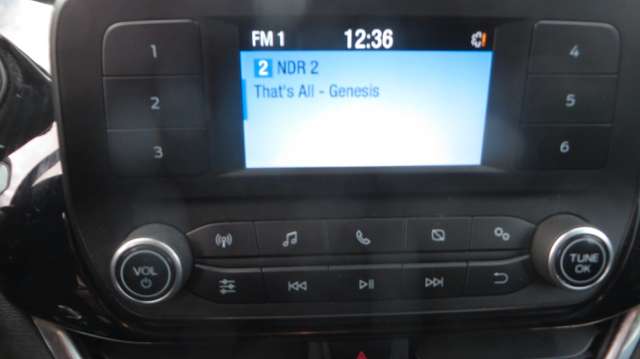 FM 1 12:36
2 NDR 2
That's All - Genesis
1
2
3
4
5
6
VOL
TUNE
OK